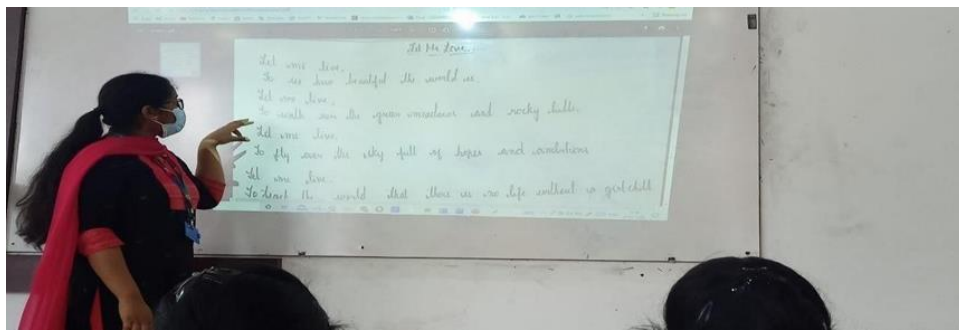 Let Me Live...
Let me live,
To see how beautiful the world is.
Let me live,
To walk over the green meadows and rocky hills.
Let me live,
To fly over the sky full of hopes and ambitions
Let me live
To teach the world that there is no life without a girl child